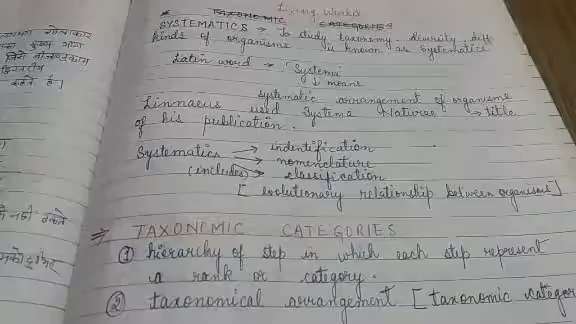 Living World
TAXONOMIC CATEGORIES
SYSTEMATICS → To study taxonomy, diversity, diff
kinds of organisms is known as systematics
Latin word → 'Systema'
↓ means
systematic arrangement of organisms
Linnaeus used Systema Naturae → title
of his publication.
Systematics → indentification
→ nomenclature
(includes) → classification
[ evolutionary relationship between organisms]
⇒ TAXONOMIC CATEGORIES
① hierarchy of step in which each step represent
a rank or category.
② taxonomical arrangement [ taxonomic categor
गोलाकार
मुख्य भाग
कहते है।]
नही